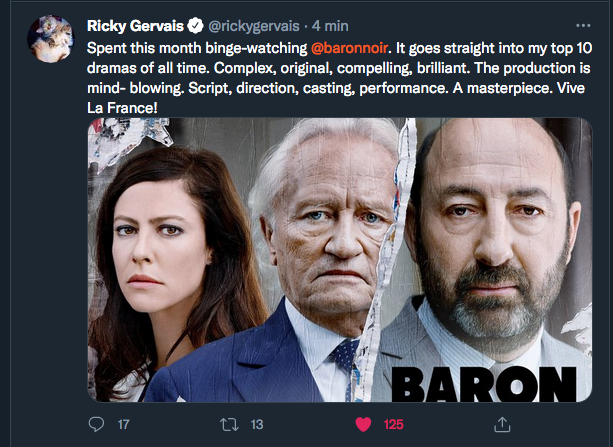 Ricky Gervais @rickygervais · 4 min
Spent this month binge-watching @baronnoir. It goes straight into my top 10
dramas of all time. Complex, original, compelling, brilliant. The production is
mind- blowing. Script, direction, casting, performance. A masterpiece. Vive
La France!
BARON
17 13 125